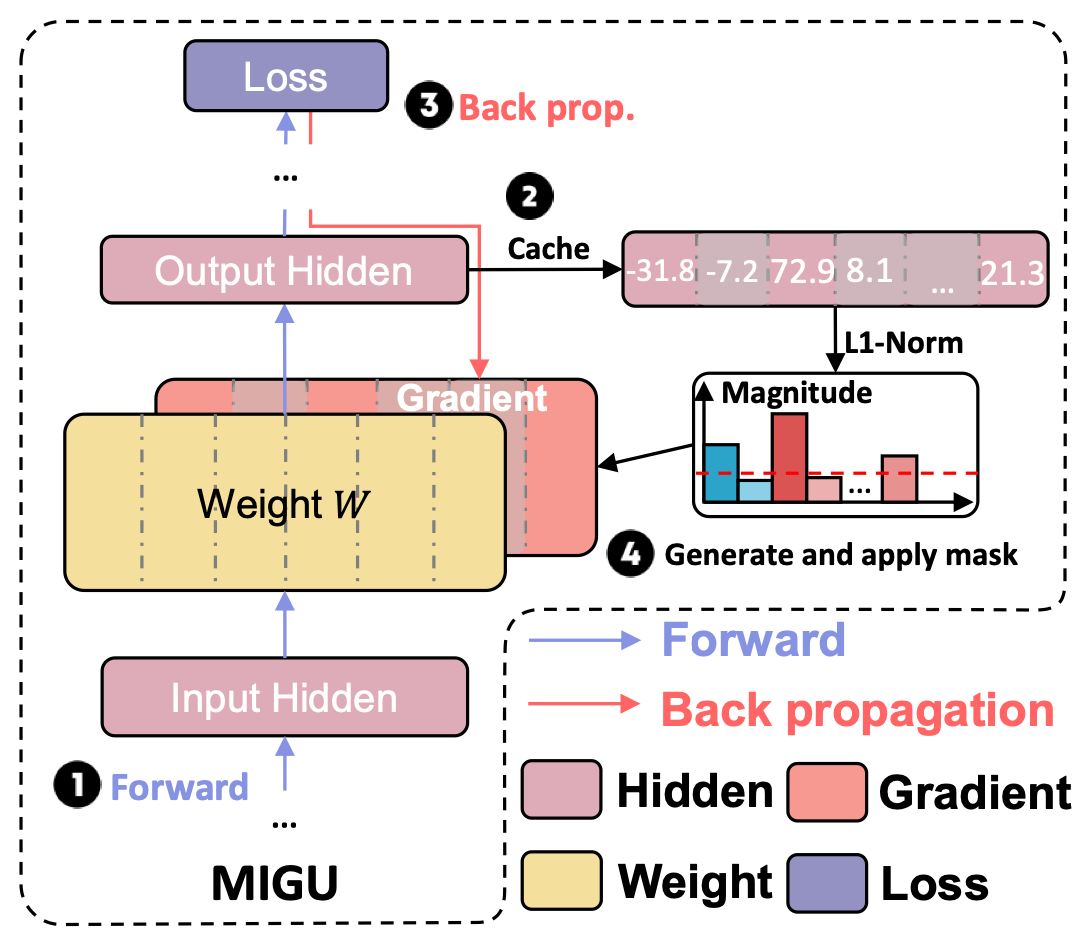 Loss
3 Back prop.
...
2
Cache
Output Hidden
-31.8 -7.2 72.9 8.1 ... 21.3
L1-Norm
Gradient
Magnitude
...
Weight W
4 Generate and apply mask
Input Hidden
1 Forward
...
MIGU
Forward
Back propagation
Hidden
Gradient
Weight
Loss